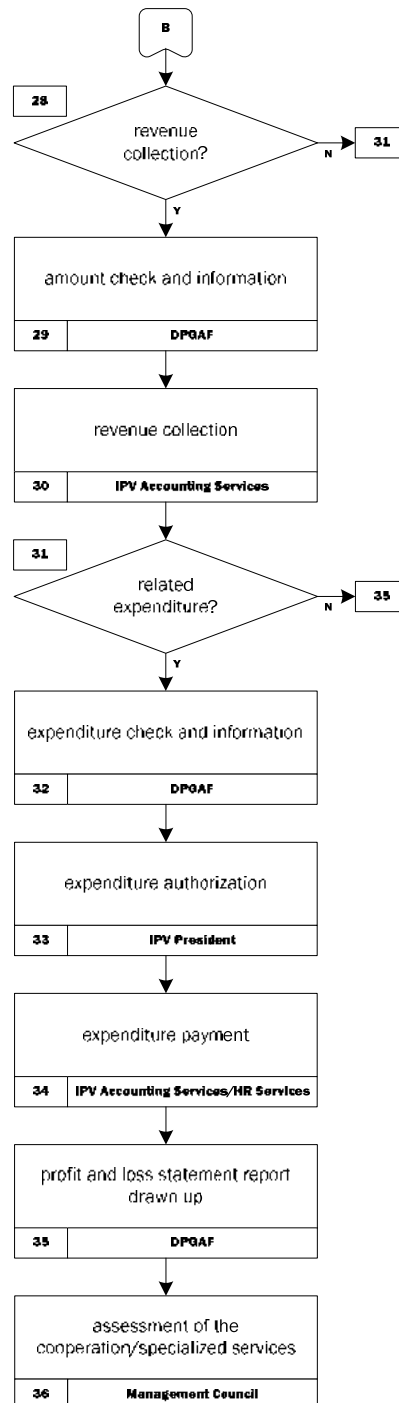 B
28
revenue
collection?
N
31
Y
amount check and information
29 DPGAF
revenue collection
30 IPV Accounting Services
31
related
expenditure?
N
35
Y
expenditure check and information
32 DPGAF
expenditure authorization
33 IPV President
expenditure payment
34 IPV Accounting Services/HR Services
profit and loss statement report
drawn up
35 DPGAF
assessment of the
cooperation/specialized services
36 Management Council